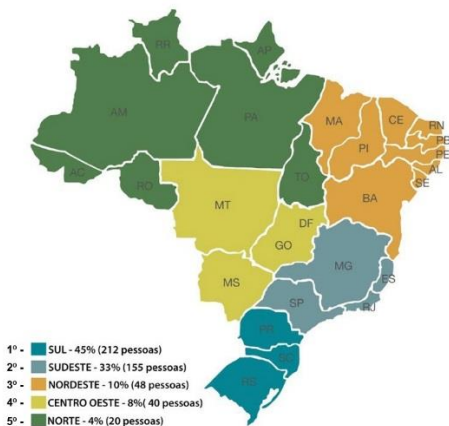 RR
AP
AM
PA
MA
CE
RN
PB
PI
PE
AL
SE
AC
RO
TO
BA
MT
DF
GO
MG
MS
ES
SP
RJ
PR
SC
RS
1º - SUL - 45% (212 pessoas)
2º - SUDESTE - 33% (155 pessoas)
3º - NORDESTE - 10% (48 pessoas)
4º - CENTRO OESTE - 8%( 40 pessoas)
5º - NORTE - 4% (20 pessoas)